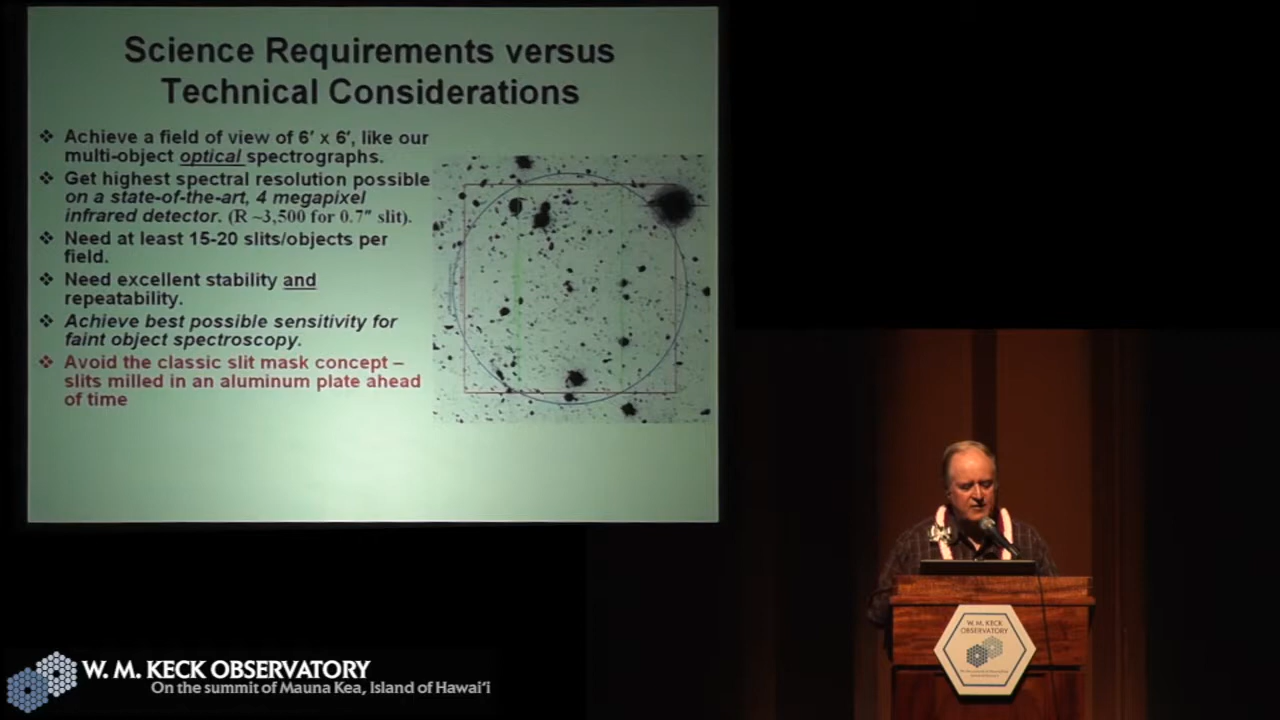 Science Requirements versus
Technical Considerations
❖ Achieve a field of view of 6′ x 6′, like our
multi-object optical spectrographs.
❖ Get highest spectral resolution possible
on a state-of-the-art, 4 megapixel
infrared detector. (R ~3,500 for 0.7″ slit).
❖ Need at least 15-20 slits/objects per
field.
❖ Need excellent stability and
repeatability.
❖ Achieve best possible sensitivity for
faint object spectroscopy.
❖ Avoid the classic slit mask concept –
slits milled in an aluminum plate ahead
of time
W. M. KECK
OBSERVATORY
W. M. KECK OBSERVATORY
On the summit of Mauna Kea, Island of Hawai‘i